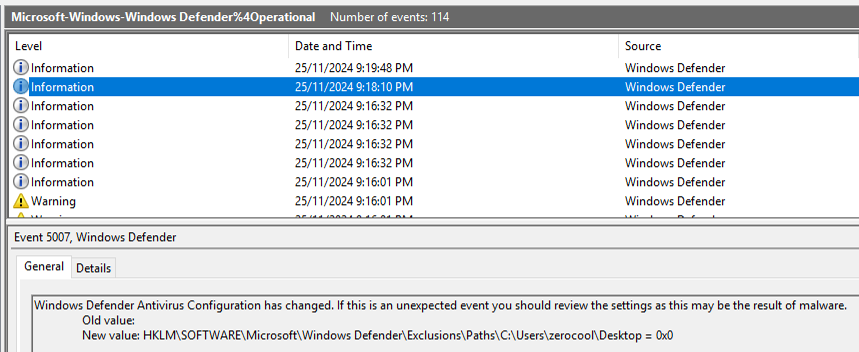 Microsoft-Windows-Windows Defender%4Operational Number of events: 114
Level Date and Time Source
Information 25/11/2024 9:19:48 PM Windows Defender
Information 25/11/2024 9:18:10 PM Windows Defender
Information 25/11/2024 9:16:32 PM Windows Defender
Information 25/11/2024 9:16:32 PM Windows Defender
Information 25/11/2024 9:16:32 PM Windows Defender
Information 25/11/2024 9:16:32 PM Windows Defender
Information 25/11/2024 9:16:01 PM Windows Defender
Warning 25/11/2024 9:16:01 PM Windows Defender
Event 5007, Windows Defender
General Details
Windows Defender Antivirus Configuration has changed. If this is an unexpected event you should review the settings as this may be the result of malware.
Old value:
New value: HKLM\SOFTWARE\Microsoft\Windows Defender\Exclusions\Paths\C:\Users\zerocool\Desktop = 0x0